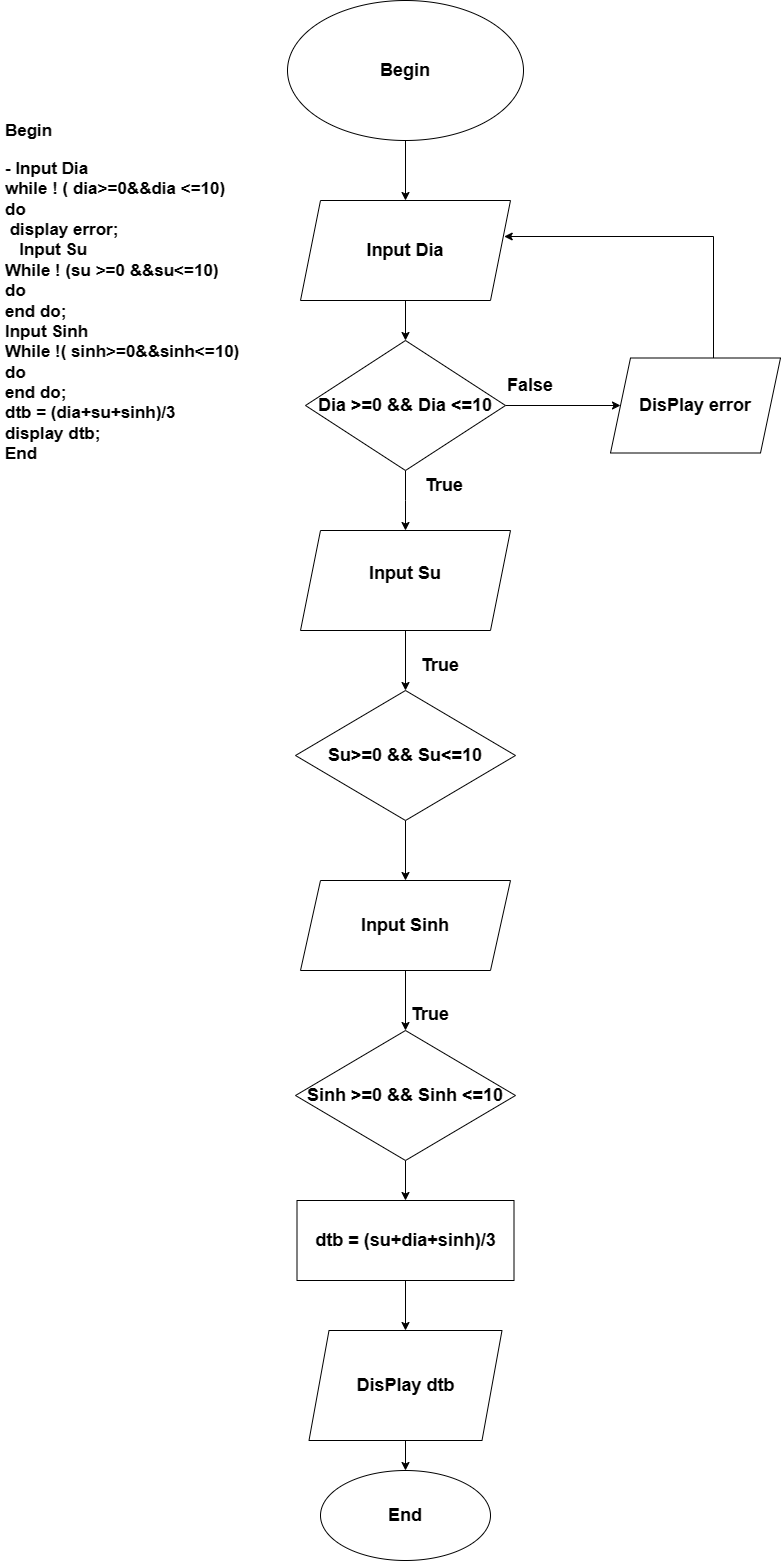 Begin
Begin
- Input Dia
while ! ( dia>=0&&dia <=10)
do
display error;
Input Su
While ! (su >=0 &&su<=10)
do
end do;
Input Sinh
While !( sinh>=0&&sinh<=10)
do
end do;
dtb = (dia+su+sinh)/3
display dtb;
End
Input Dia
Dia >=0 && Dia <=10
False
DisPlay error
True
Input Su
True
Su>=0 && Su<=10
Input Sinh
True
Sinh >=0 && Sinh <=10
dtb = (su+dia+sinh)/3
DisPlay dtb
End